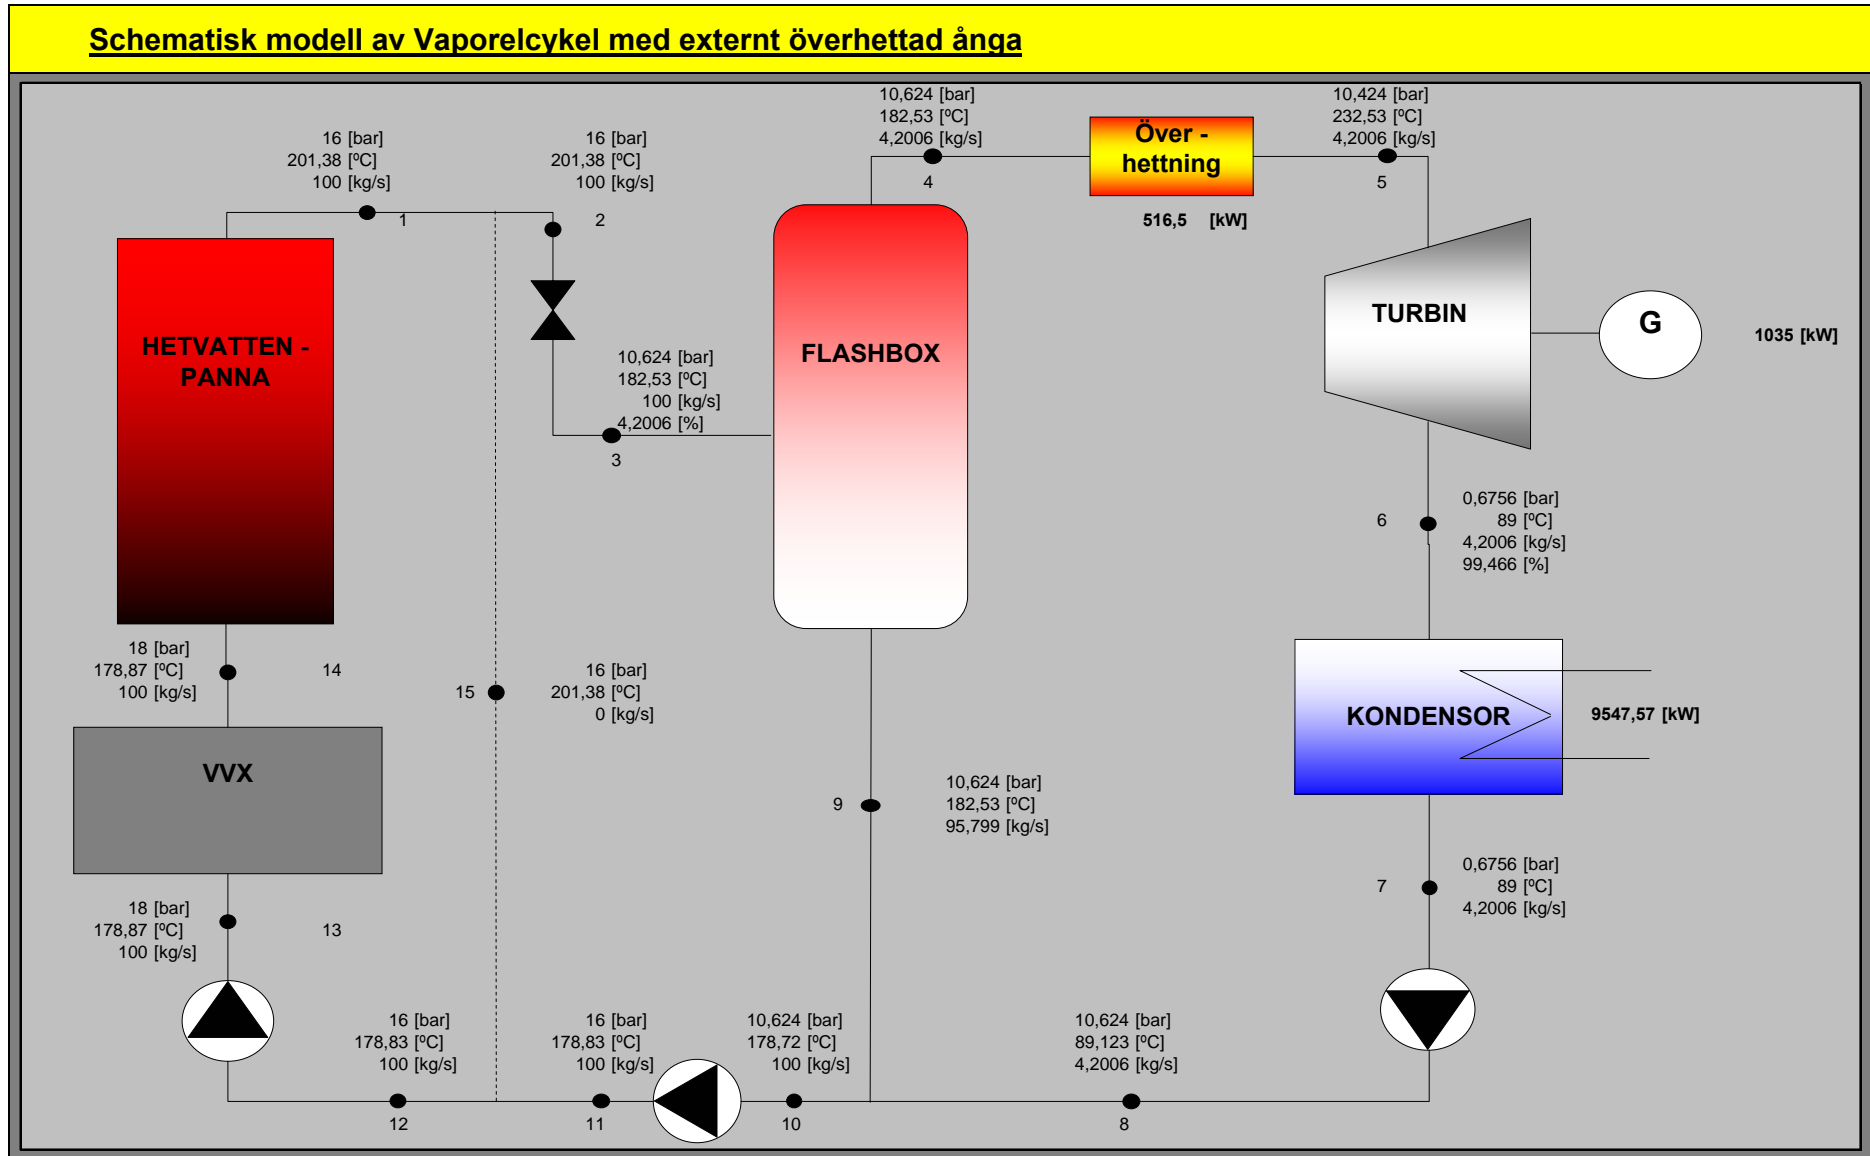 Schematisk modell av Vaporelcykel med externt överhettad ånga
16 [bar]
201,38 [ºC]
100 [kg/s]
1
16 [bar]
201,38 [ºC]
100 [kg/s]
2
10,624 [bar]
182,53 [ºC]
4,2006 [kg/s]
4
Över -
hettning
516,5 [kW]
10,424 [bar]
232,53 [ºC]
4,2006 [kg/s]
5
HETVATTEN -
PANNA
10,624 [bar]
182,53 [ºC]
100 [kg/s]
4,2006 [%]
3
FLASHBOX
TURBIN
G
1035 [kW]
0,6756 [bar]
89 [ºC]
4,2006 [kg/s]
99,466 [%]
6
18 [bar]
178,87 [ºC]
100 [kg/s]
14
15
16 [bar]
201,38 [ºC]
0 [kg/s]
KONDENSOR
9547,57 [kW]
VVX
9
10,624 [bar]
182,53 [ºC]
95,799 [kg/s]
7
0,6756 [bar]
89 [ºC]
4,2006 [kg/s]
18 [bar]
178,87 [ºC]
100 [kg/s]
13
16 [bar]
178,83 [ºC]
100 [kg/s]
12
16 [bar]
178,83 [ºC]
100 [kg/s]
11
10,624 [bar]
178,72 [ºC]
100 [kg/s]
10
10,624 [bar]
89,123 [ºC]
4,2006 [kg/s]
8